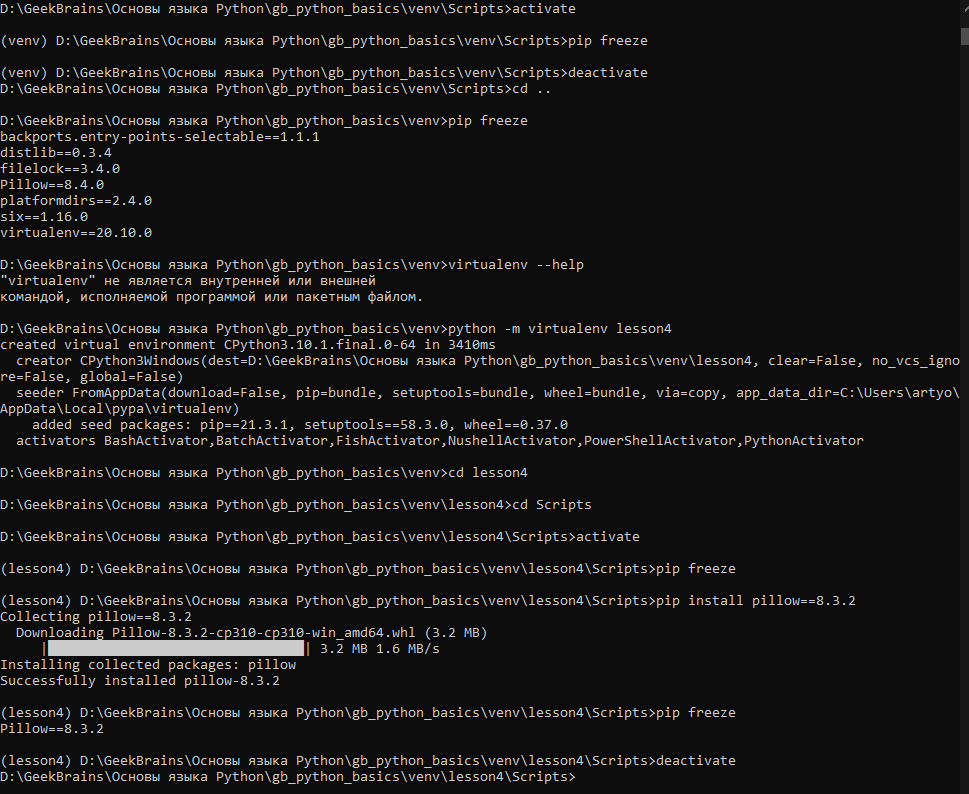 D:\GeekBrains\Основы языка Python\gb_python_basics\venv\Scripts>activate
(venv) D:\GeekBrains\Основы языка Python\gb_python_basics\venv\Scripts>pip freeze
(venv) D:\GeekBrains\Основы языка Python\gb_python_basics\venv\Scripts>deactivate
D:\GeekBrains\Основы языка Python\gb_python_basics\venv\Scripts>cd ..
D:\GeekBrains\Основы языка Python\gb_python_basics\venv>pip freeze
backports.entry-points-selectable==1.1.1
distlib==0.3.4
filelock==3.4.0
Pillow==8.4.0
platformdirs==2.4.0
six==1.16.0
virtualenv==20.10.0
D:\GeekBrains\Основы языка Python\gb_python_basics\venv>virtualenv --help
"virtualenv" не является внутренней или внешней
командой, исполняемой программой или пакетным файлом.
D:\GeekBrains\Основы языка Python\gb_python_basics\venv>python -m virtualenv lesson4
created virtual environment CPython3.10.1.final.0-64 in 3410ms
  creator CPython3Windows(dest=D:\GeekBrains\Основы языка Python\gb_python_basics\venv\lesson4, clear=False, no_vcs_igno
re=False, global=False)
  seeder FromAppData(download=False, pip=bundle, setuptools=bundle, wheel=bundle, via=copy, app_data_dir=C:\Users\artyo\
AppData\Local\pypa\virtualenv)
    added seed packages: pip==21.3.1, setuptools==58.3.0, wheel==0.37.0
  activators BashActivator,BatchActivator,FishActivator,NushellActivator,PowerShellActivator,PythonActivator
D:\GeekBrains\Основы языка Python\gb_python_basics\venv>cd lesson4
D:\GeekBrains\Основы языка Python\gb_python_basics\venv\lesson4>cd Scripts
D:\GeekBrains\Основы языка Python\gb_python_basics\venv\lesson4\Scripts>activate
(lesson4) D:\GeekBrains\Основы языка Python\gb_python_basics\venv\lesson4\Scripts>pip freeze
(lesson4) D:\GeekBrains\Основы языка Python\gb_python_basics\venv\lesson4\Scripts>pip install pillow==8.3.2
Collecting pillow==8.3.2
  Downloading Pillow-8.3.2-cp310-cp310-win_amd64.whl (3.2 MB)
| | 3.2 MB 1.6 MB/s
Installing collected packages: pillow
Successfully installed pillow-8.3.2
(lesson4) D:\GeekBrains\Основы языка Python\gb_python_basics\venv\lesson4\Scripts>pip freeze
Pillow==8.3.2
(lesson4) D:\GeekBrains\Основы языка Python\gb_python_basics\venv\lesson4\Scripts>deactivate
D:\GeekBrains\Основы языка Python\gb_python_basics\venv\lesson4\Scripts>